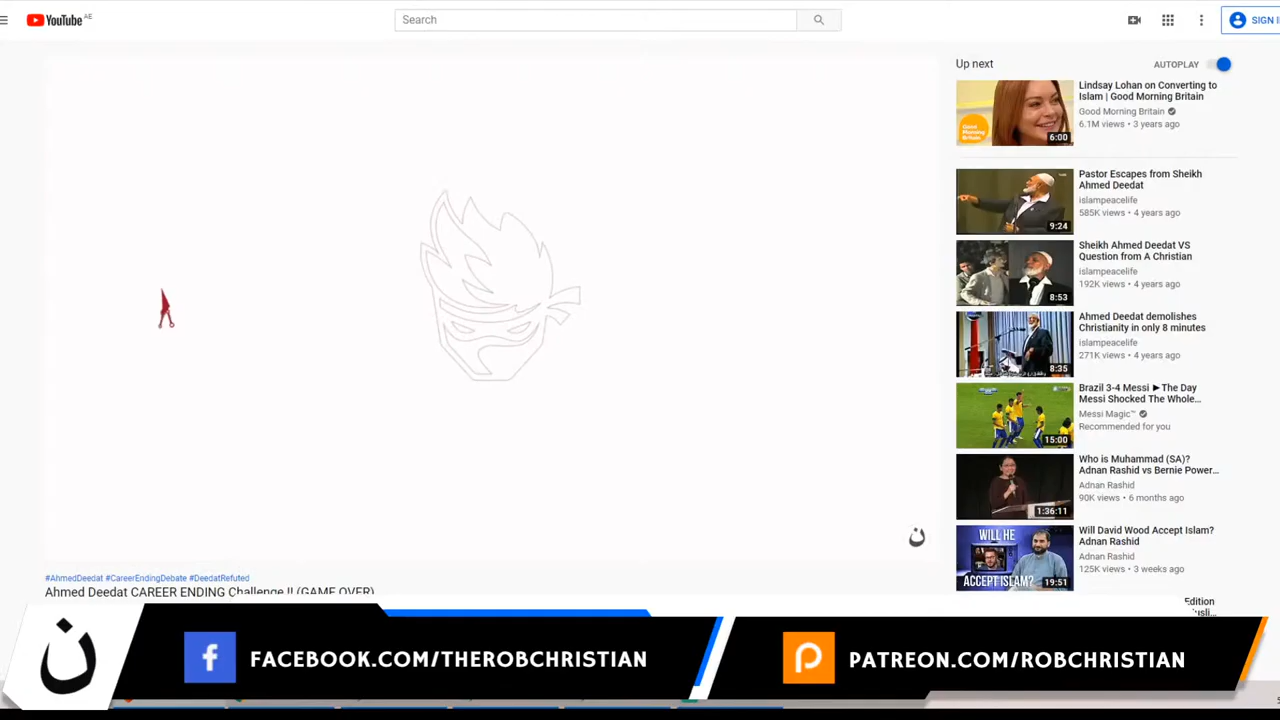 YouTube AE
Search
SIGN I
Up next
AUTOPLAY
Lindsay Lohan on Converting to
Islam | Good Morning Britain
Good Morning Britain
6.1M views • 3 years ago
Good
Morning
Britain
6:00
Pastor Escapes from Sheikh
Ahmed Deedat
islampeacelife
585K views • 4 years ago
9:24
Sheikh Ahmed Deedat VS
Question from A Christian
islampeacelife
192K views • 4 years ago
8:53
Ahmed Deedat demolishes
Christianity in only 8 minutes
islampeacelife
271K views • 4 years ago
8:35
Brazil 3-4 Messi ►The Day
Messi Shocked The Whole...
Messi Magic™
Recommended for you
15:00
Who is Muhammad (SA)?
Adnan Rashid vs Bernie Power...
Adnan Rashid
90K views • 6 months ago
1:36:11
Will David Wood Accept Islam?
Adnan Rashid
Adnan Rashid
125K views • 3 weeks ago
WILL HE
ACCEPT ISLAM?
19:51
Edition
ن
#AhmedDeedat #CareerEndingDebate #DeedatRefuted
Ahmed Deedat CAREER ENDING Challenge !! (GAME OVER)
ن
f FACEBOOK.COM/THEROBCHRISTIAN
PATREON.COM/ROBCHRISTIAN